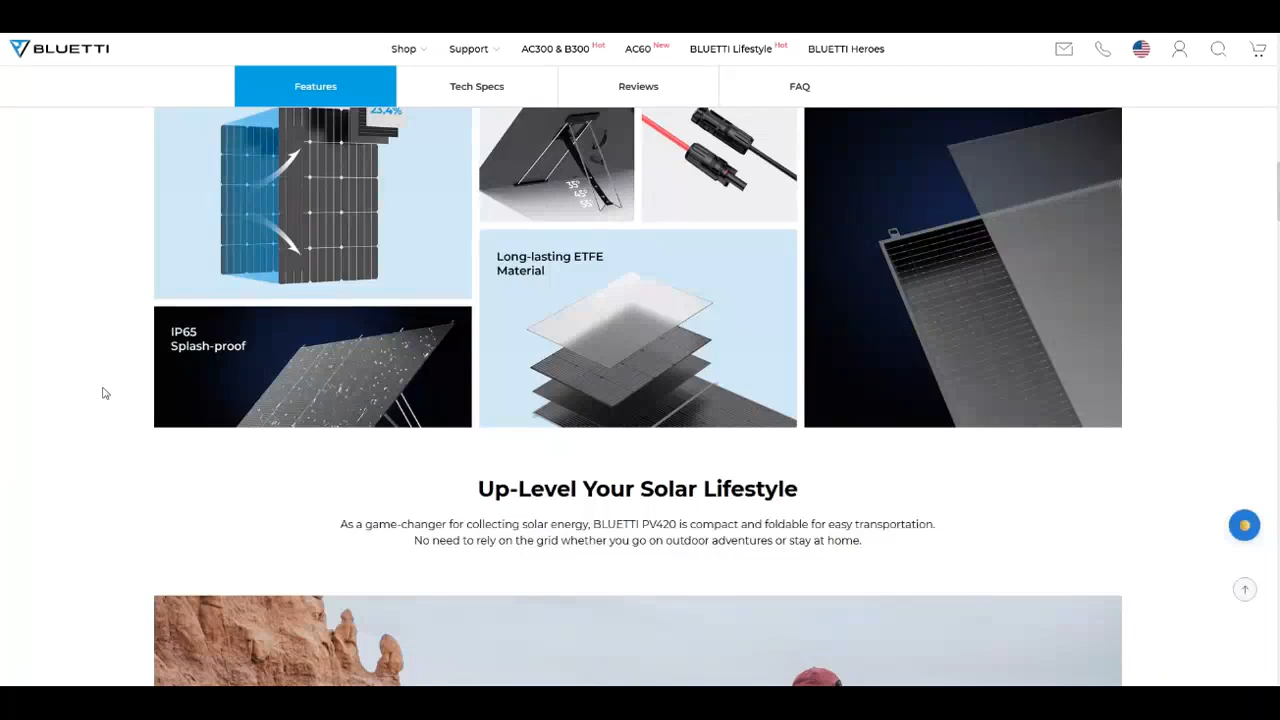 BLUETTI
Shop
Support
AC300 & B300 Hot
AC60 New
BLUETTI Lifestyle Hot
BLUETTI Heroes
Features
Tech Specs
Reviews
FAQ
23,4%
35°
45°
Long-lasting ETFE
Material
IP65
Splash-proof
Up-Level Your Solar Lifestyle
As a game-changer for collecting solar energy, BLUETTI PV420 is compact and foldable for easy transportation.
No need to rely on the grid whether you go on outdoor adventures or stay at home.